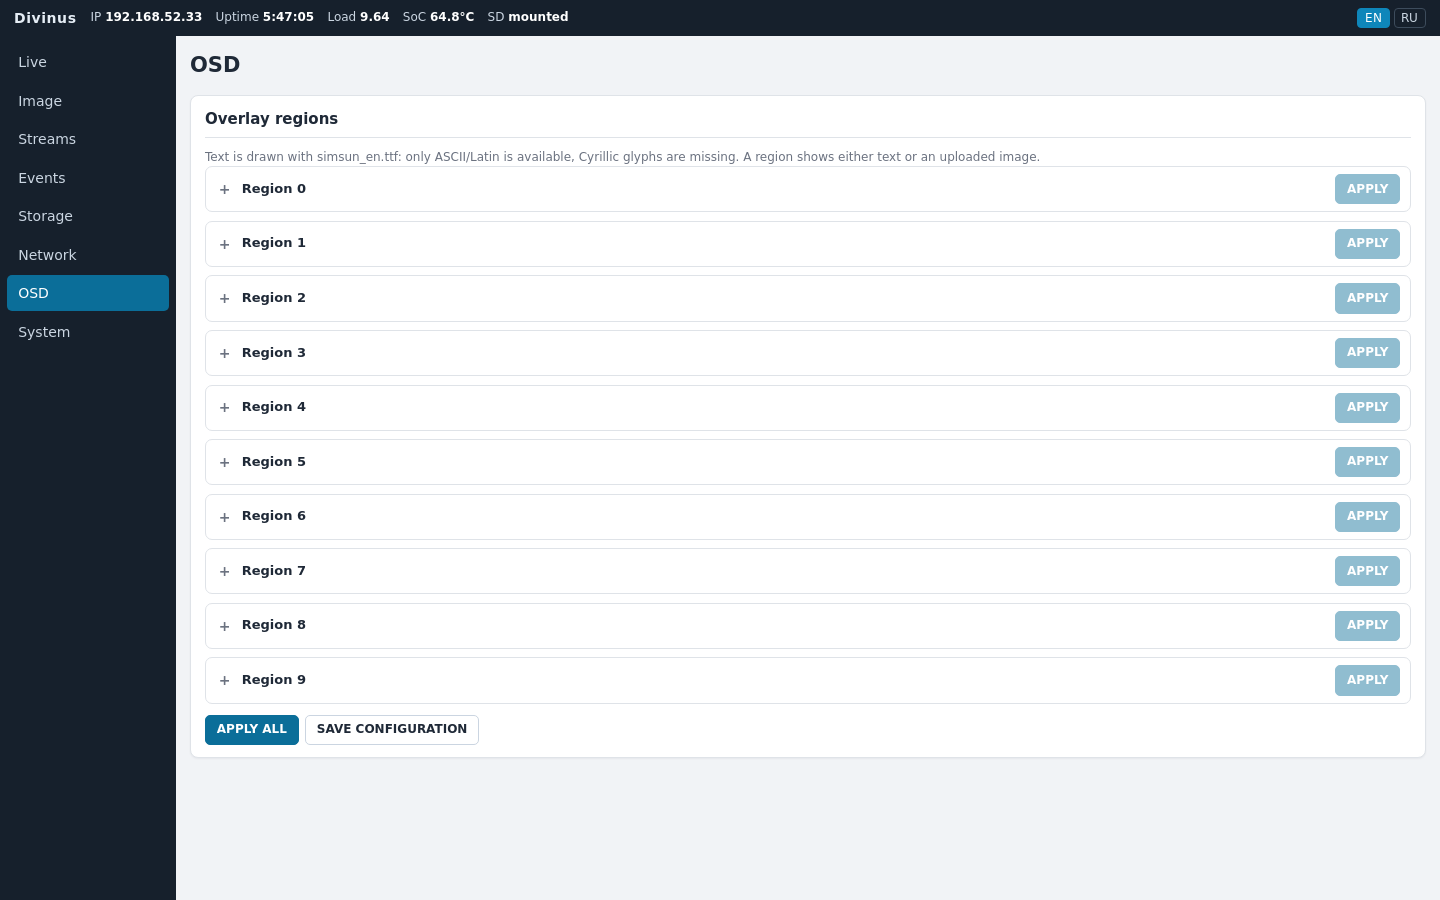 Divinus IP 192.168.52.33 Uptime 5:47:05 Load 9.64 SoC 64.8°C SD mounted EN RU
Live
Image
Streams
Events
Storage
Network
OSD
System
OSD
Overlay regions
Text is drawn with simsun_en.ttf: only ASCII/Latin is available, Cyrillic glyphs are missing. A region shows either text or an uploaded image.
+ Region 0 APPLY
+ Region 1 APPLY
+ Region 2 APPLY
+ Region 3 APPLY
+ Region 4 APPLY
+ Region 5 APPLY
+ Region 6 APPLY
+ Region 7 APPLY
+ Region 8 APPLY
+ Region 9 APPLY
APPLY ALL SAVE CONFIGURATION